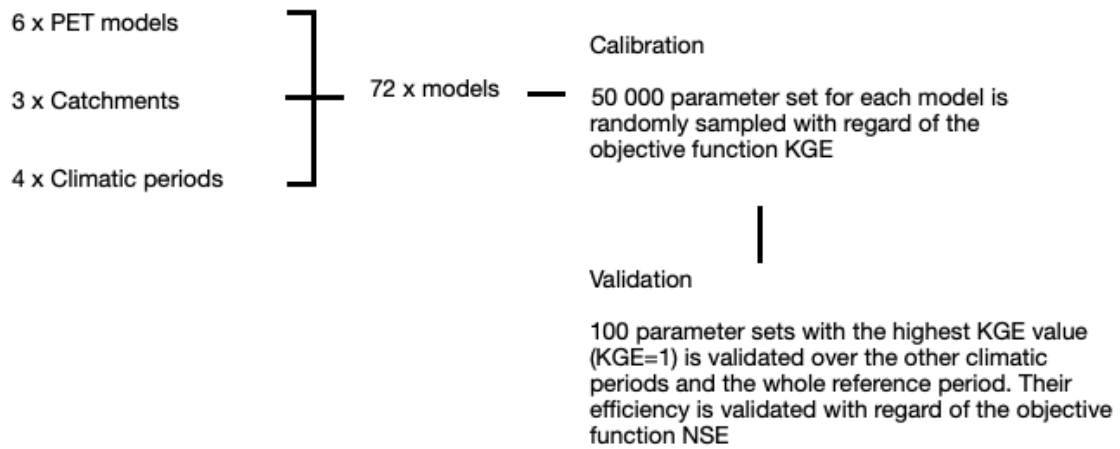 6 x PET models
3 x Catchments
4 x Climatic periods
72 x models
Calibration
50 000 parameter set for each model is
randomly sampled with regard of the
objective function KGE
Validation
100 parameter sets with the highest KGE value
(KGE=1) is validated over the other climatic
periods and the whole reference period. Their
efficiency is validated with regard of the objective
function NSE